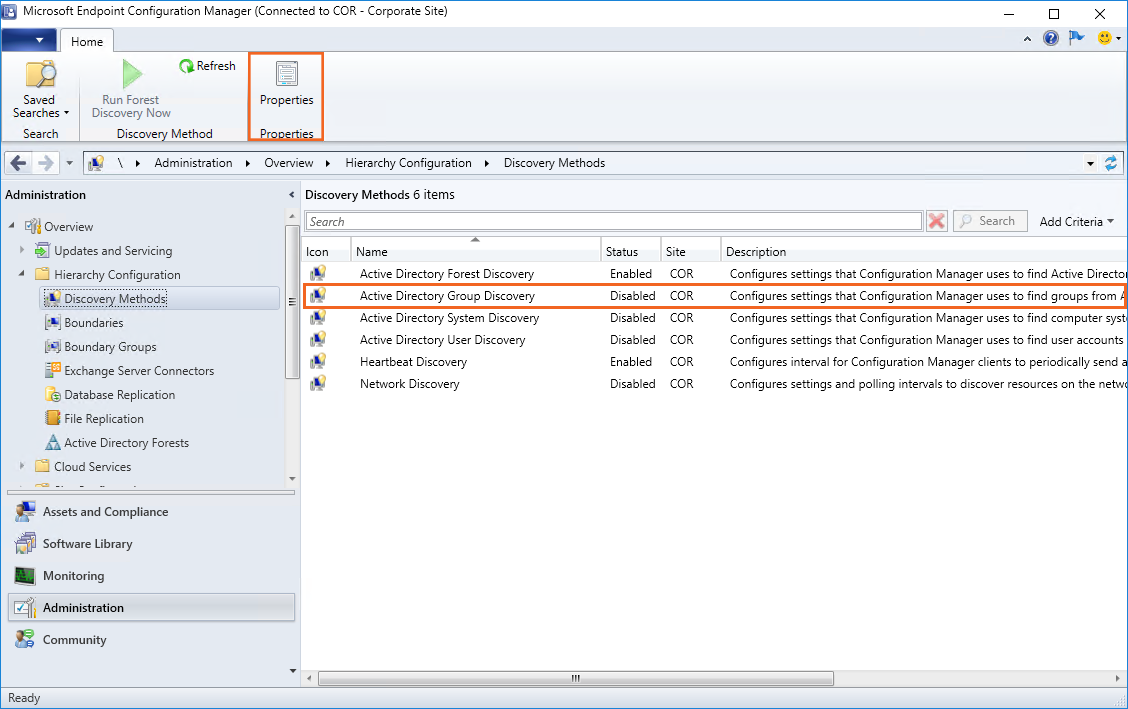 Microsoft Endpoint Configuration Manager (Connected to COR - Corporate Site)
Home
Saved Searches
Search
Run Forest Discovery Now
Refresh
Discovery Method
Properties
Properties
\ Administration Overview Hierarchy Configuration Discovery Methods
Administration
Overview
Updates and Servicing
Hierarchy Configuration
Discovery Methods
Boundaries
Boundary Groups
Exchange Server Connectors
Database Replication
File Replication
Active Directory Forests
Cloud Services
Assets and Compliance
Software Library
Monitoring
Administration
Community
Discovery Methods 6 items
Search Search Add Criteria
Icon Name Status Site Description
Active Directory Forest Discovery Enabled COR Configures settings that Configuration Manager uses to find Active Director
Active Directory Group Discovery Disabled COR Configures settings that Configuration Manager uses to find groups from A
Active Directory System Discovery Disabled COR Configures settings that Configuration Manager uses to find computer syst
Active Directory User Discovery Disabled COR Configures settings that Configuration Manager uses to find user accounts
Heartbeat Discovery Enabled COR Configures interval for Configuration Manager clients to periodically send a
Network Discovery Disabled COR Configures settings and polling intervals to discover resources on the netwo
Ready